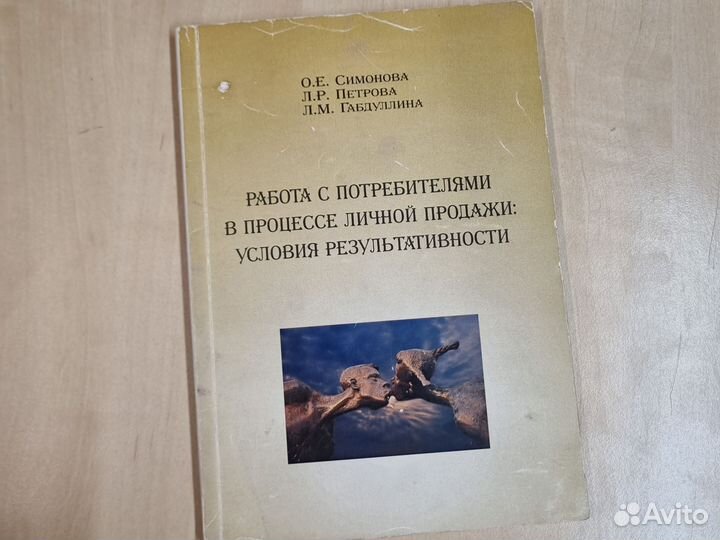 О.Е. Симонова
Л.Р. Петрова
Л.М. Габдуллина
РАБОТА С ПОТРЕБИТЕЛЯМИ
В ПРОЦЕССЕ ЛИЧНОЙ ПРОДАЖИ:
УСЛОВИЯ РЕЗУЛЬТАТИВНОСТИ
Avito